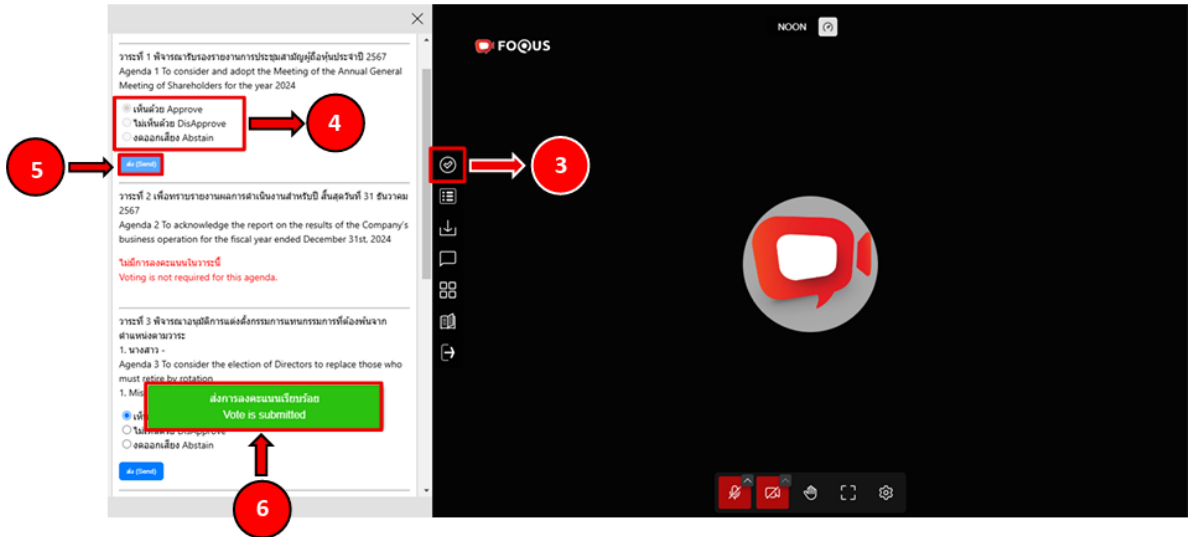 NOON
FOQUS
วาระที่ 1 พิจารณารับรองรายงานการประชุมสามัญผู้ถือหุ้นประจำปี 2567
Agenda 1 To consider and adopt the Meeting of the Annual General
Meeting of Shareholders for the year 2024
เห็นด้วย Approve
ไม่เห็นด้วย DisApprove
งดออกเสียง Abstain
4
5
ส่ง (Send)
3
วาระที่ 2 เพื่อทราบรายงานผลการดำเนินงานสำหรับปี สิ้นสุดวันที่ 31 ธันวาคม
2567
Agenda 2 To acknowledge the report on the results of the Company's
business operation for the fiscal year ended December 31st, 2024
ไม่มีการลงคะแนนในวาระนี้
Voting is not required for this agenda.
วาระที่ 3 พิจารณาอนุมัติการแต่งตั้งกรรมการแทนกรรมการที่ต้องพ้นจาก
ตำแหน่งตามวาระ
1. นางสาว -
Agenda 3 To consider the election of Directors to replace those who
must retire by rotation
1. Mis
ส่งการลงคะแนนเรียบร้อย
Vote is submitted
ไม่เห็นด้วย DisApprove
งดออกเสียง Abstain
ส่ง (Send)
6